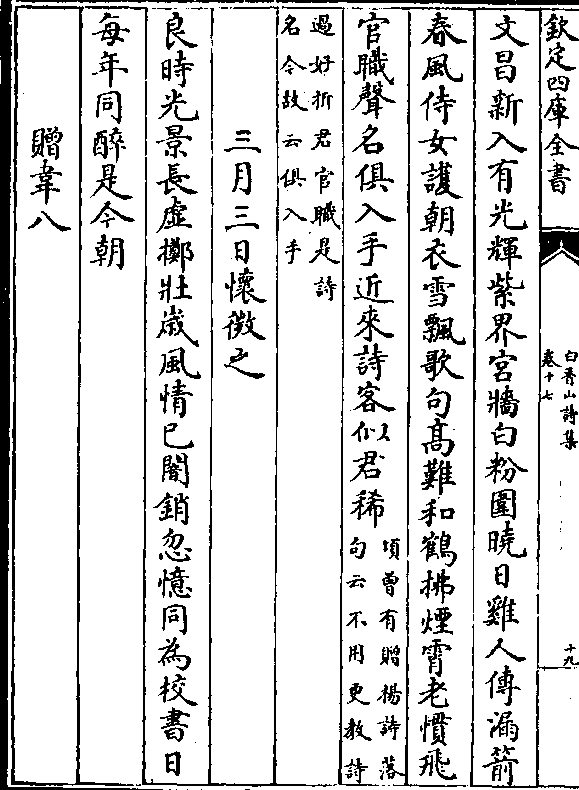 欽定四庫全書
白香山詩集
卷十七
十九
文昌新入有光輝紫界宮牆白粉圍曉日雞人傳漏箭
春風侍女護朝衣雪飄歌句高難和鶴拂煙霄老慣飛
官職聲名俱入手近來詩客似君稀頃曾有贈楊詩落句云不用更教詩
過好折君官職是詩名今故云俱入手
三月三日懷微之
良時光景長虛擲壯歲風情已闇銷忽憶同為校書日
每年同醉是今朝
贈韋八